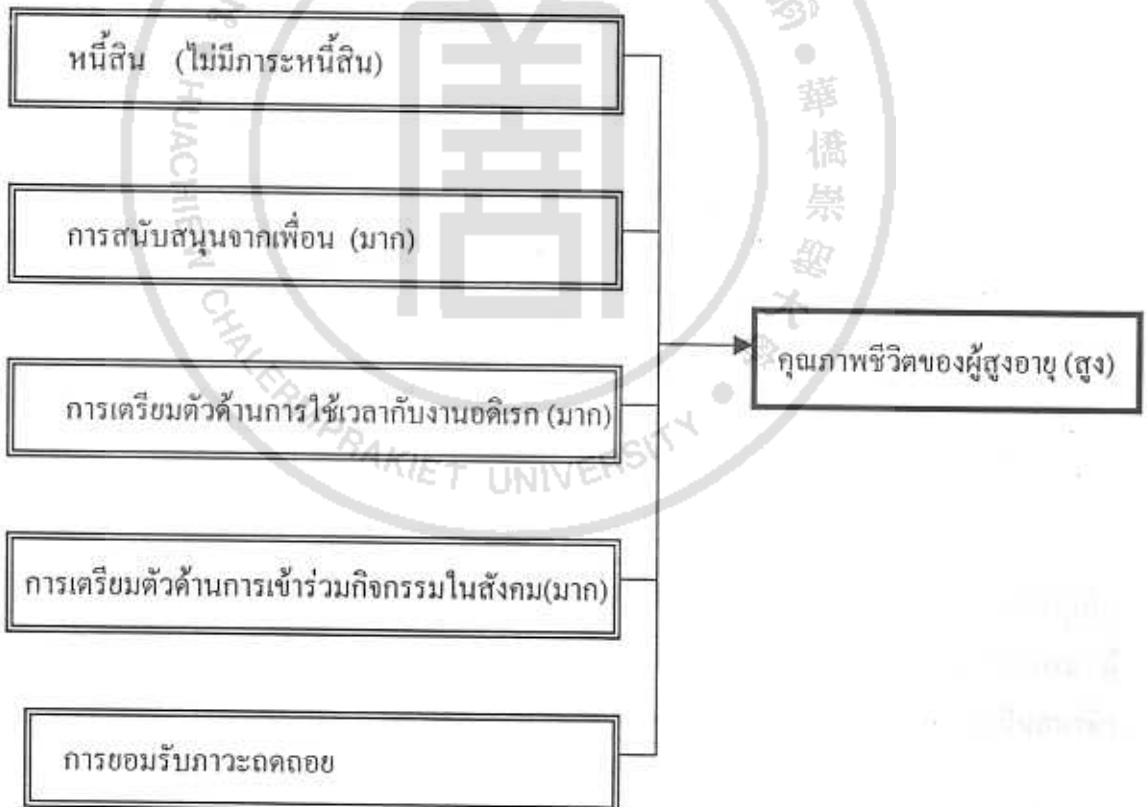 หนี้สิน (ไม่มีภาระหนี้สิน)
การสนับสนุนจากเพื่อน (มาก)
คุณภาพชีวิตของผู้สูงอายุ (สูง)
การเตรียมตัวด้านการใช้เวลากับงานอดิเรก (มาก)
การเตรียมตัวด้านการเข้าร่วมกิจกรรมในสังคม(มาก)
การยอมรับภาวะถดถอย
HUACHIEW CHALERMPRAKIET UNIVERSITY
華僑崇聖大學